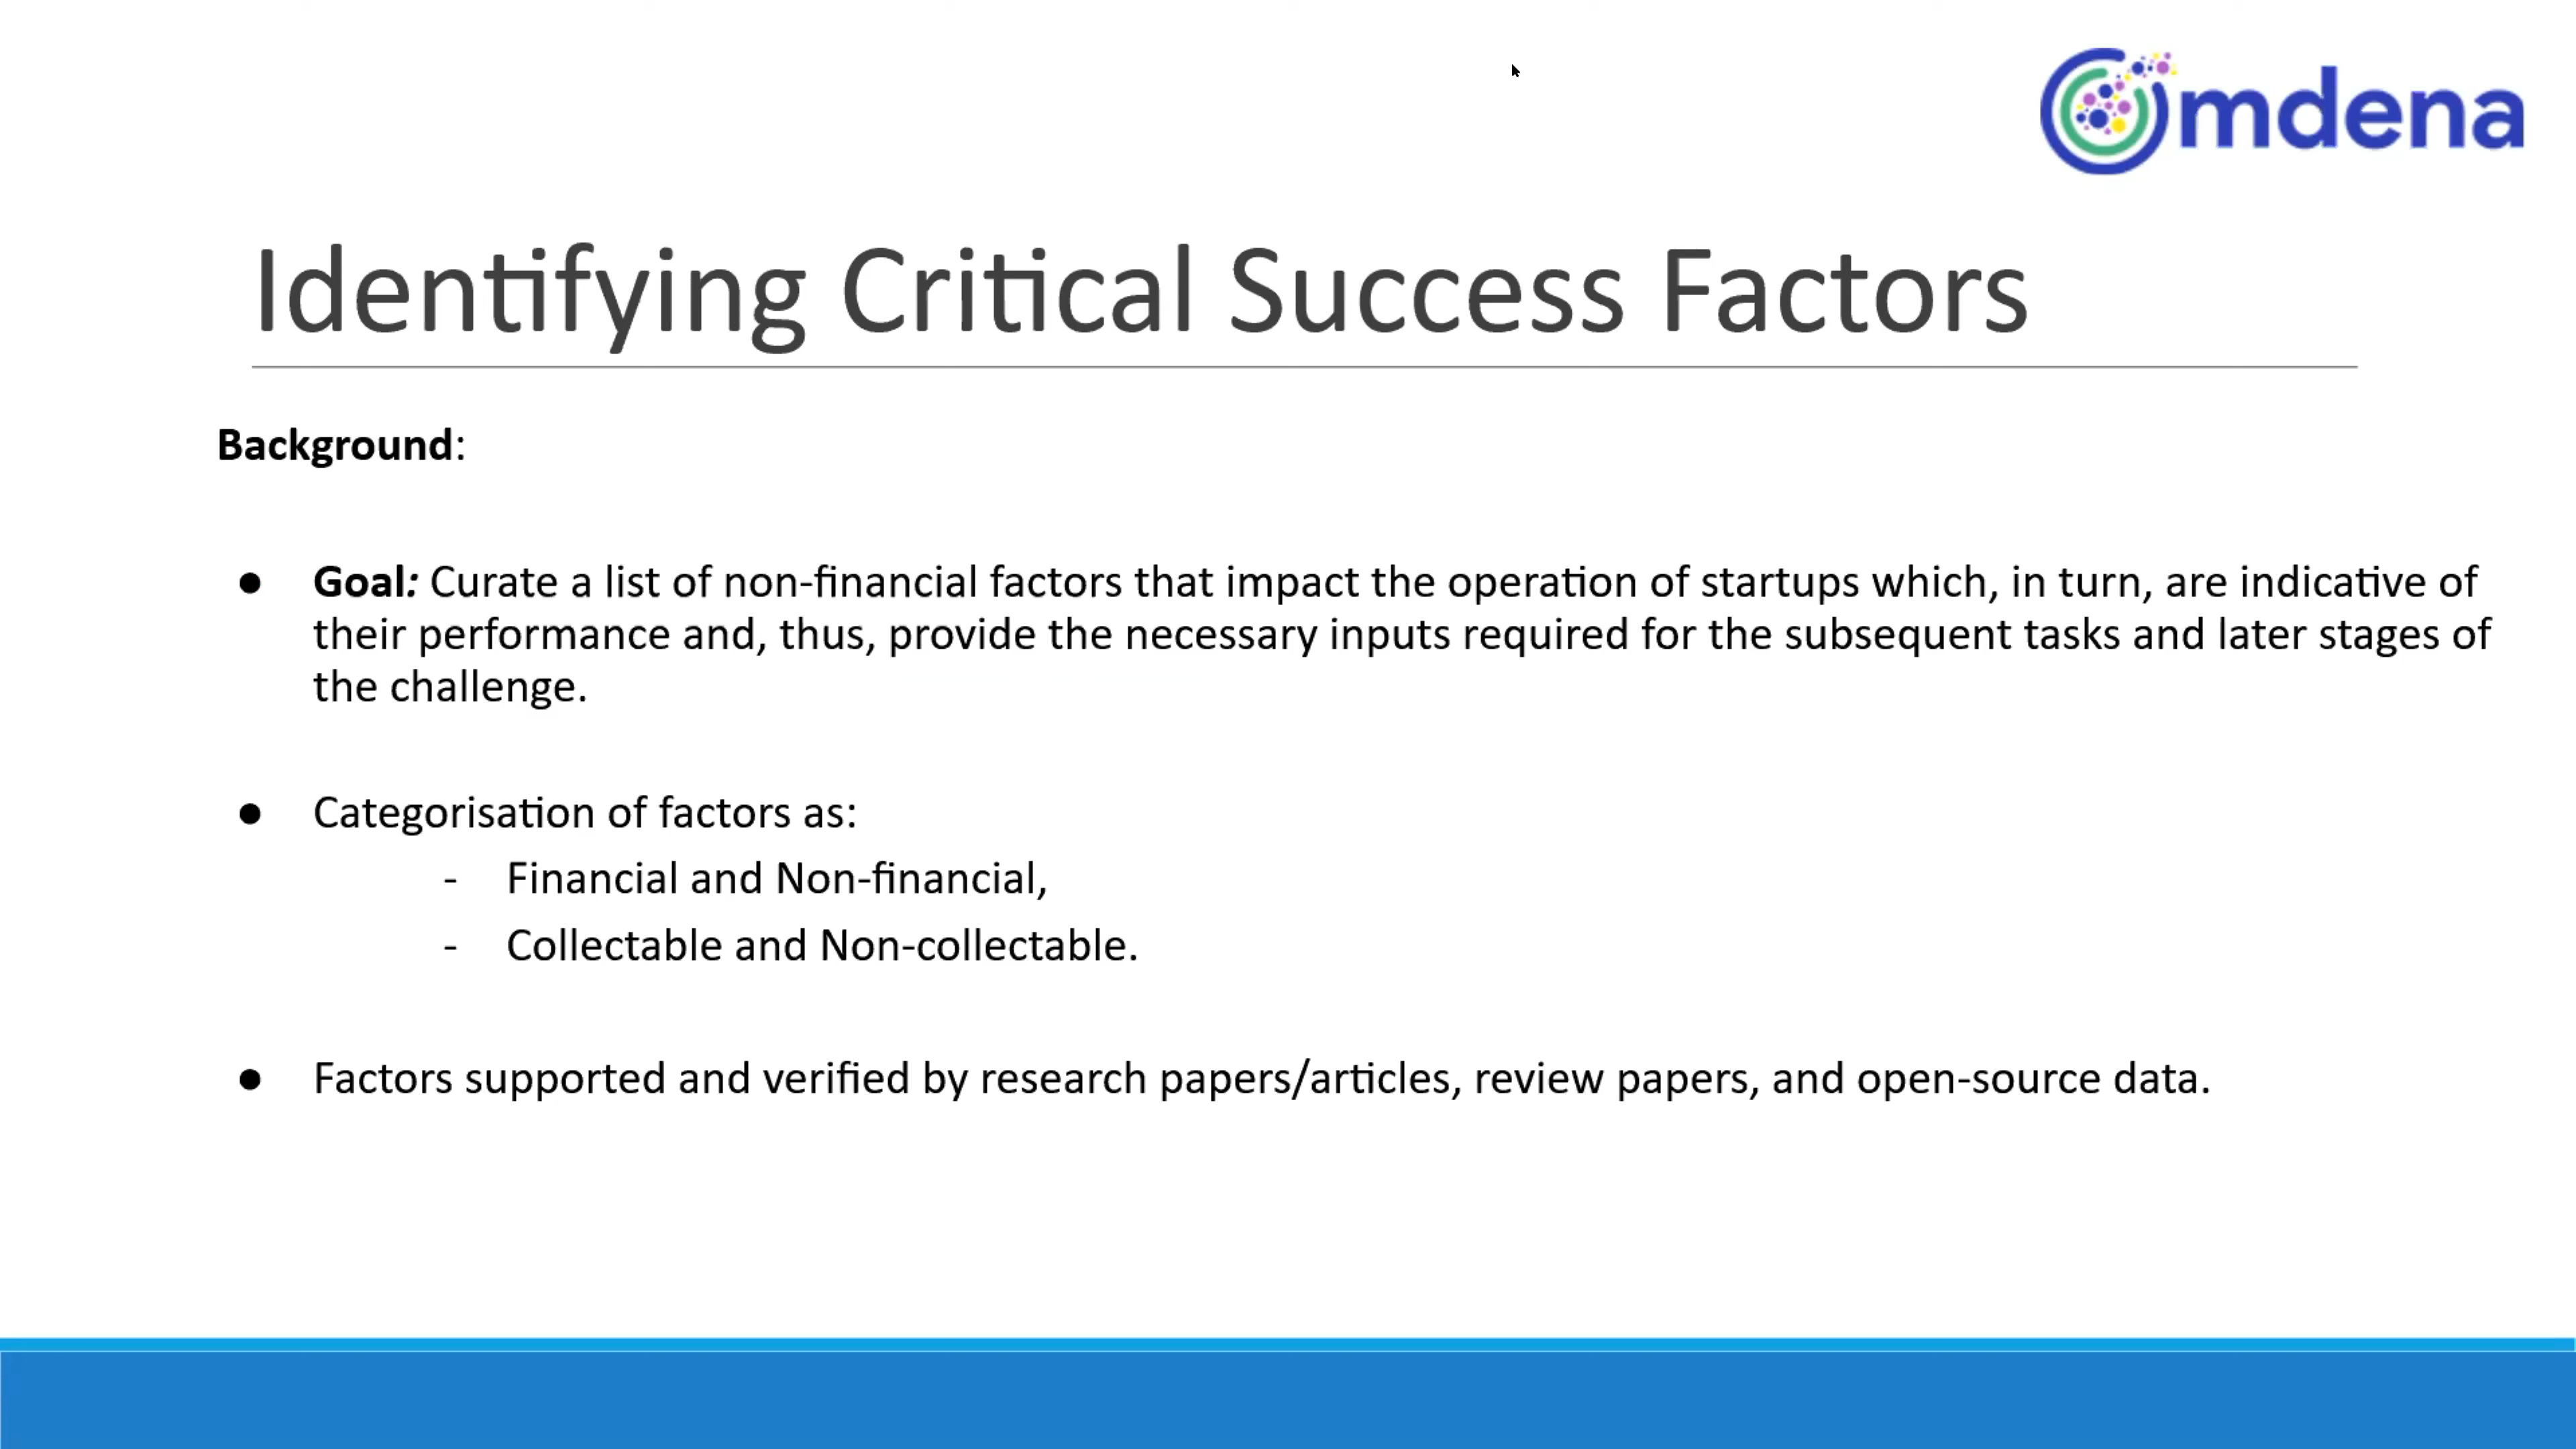 Omdena
Identifying Critical Success Factors
Background:
● Goal: Curate a list of non-financial factors that impact the operation of startups which, in turn, are indicative of
their performance and, thus, provide the necessary inputs required for the subsequent tasks and later stages of
the challenge.
● Categorisation of factors as:
- Financial and Non-financial,
- Collectable and Non-collectable.
● Factors supported and verified by research papers/articles, review papers, and open-source data.